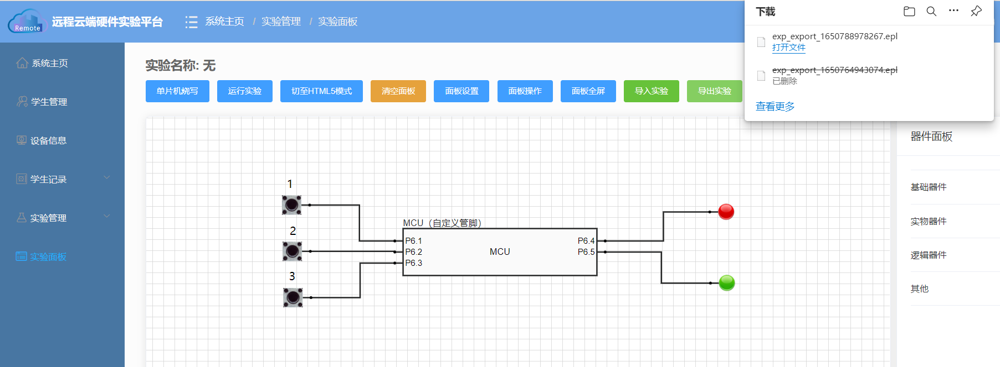 Remote
远程云端硬件实验平台
系统主页 / 实验管理 / 实验面板
下载
exp_export_1650788978267.epl
打开文件
exp_export_1650764943074.epl
已删除
查看更多
系统主页
学生管理
设备信息
学生记录
实验管理
实验面板
实验名称: 无
单片机烧写
运行实验
切至HTML5模式
清空面板
面板设置
面板操作
面板全屏
导入实验
导出实验
1
2
3
MCU（自定义管脚）
P6.1
P6.2
P6.3
MCU
P6.4
P6.5
器件面板
基础器件
实物器件
逻辑器件
其他